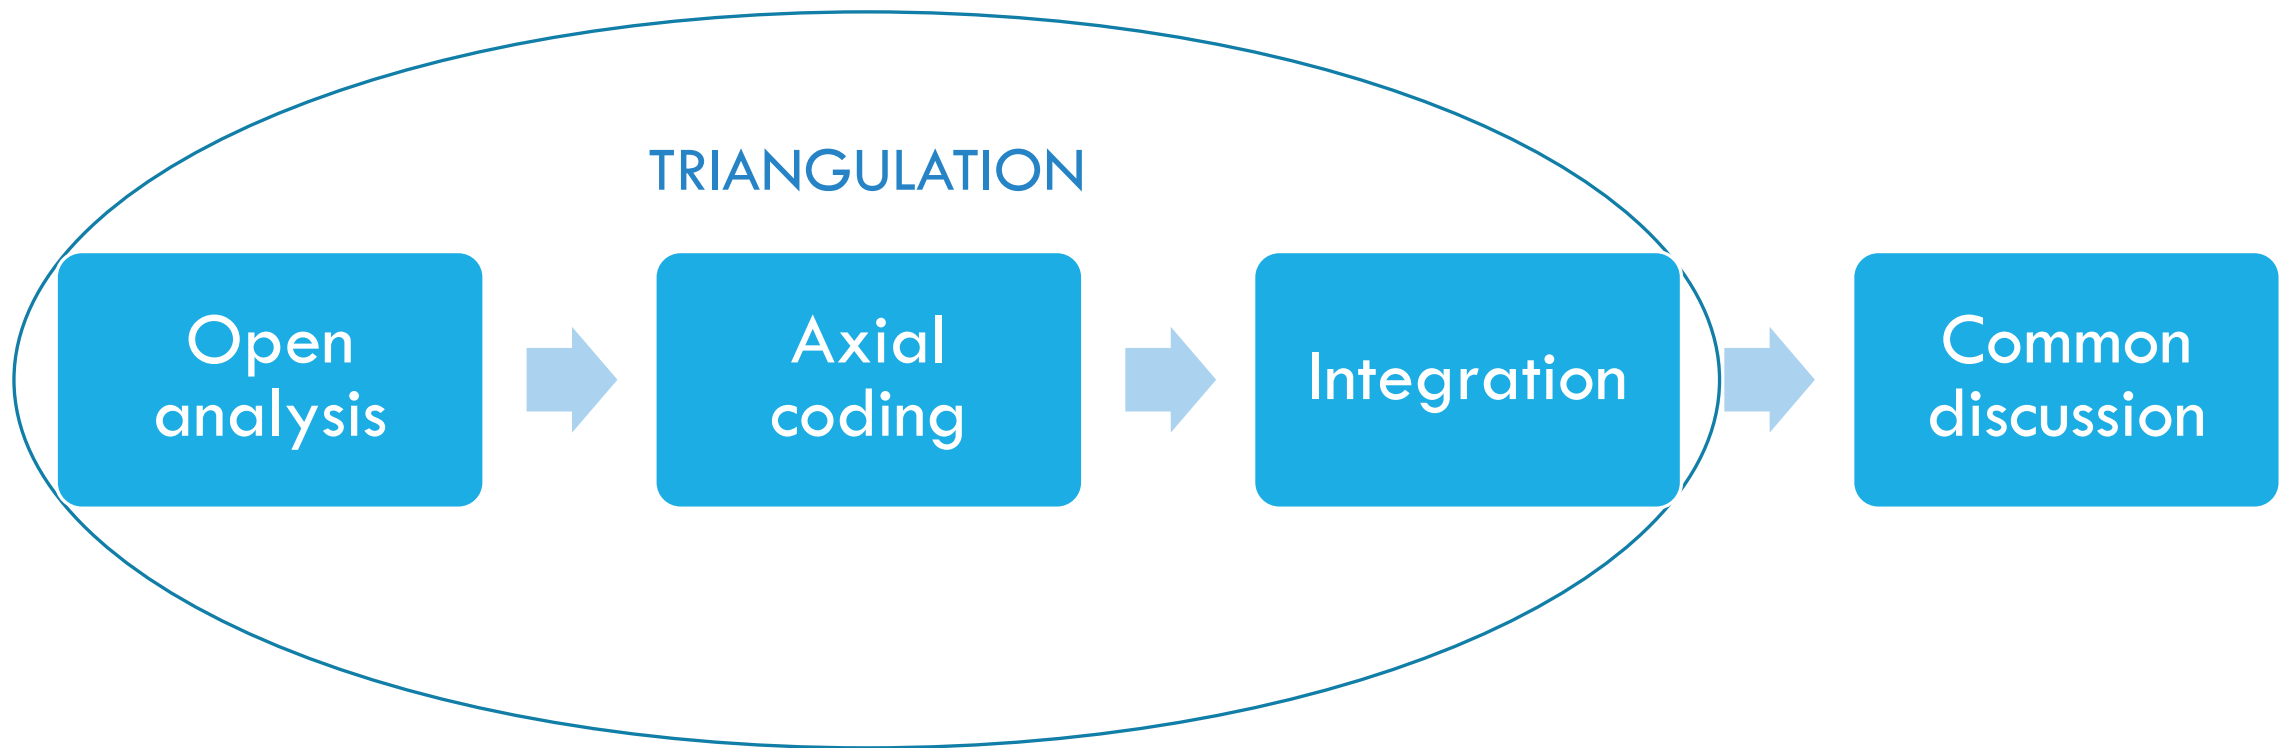 TRIANGULATION
Open
analysis
Axial
coding
Integration
Common
discussion